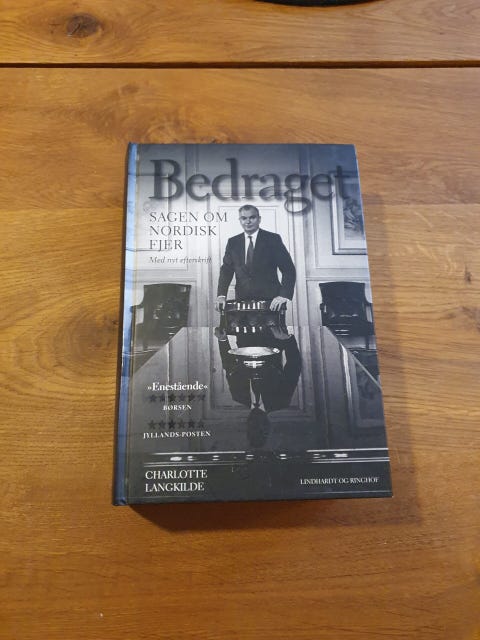 Bedraget
SAGEN OM
NORDISK
FJER
Med nyt efterskrift
»Enestående«
BØRSEN
JYLLANDS-POSTEN
CHARLOTTE
LANGKILDE
LINDHARDT OG RINGHOF